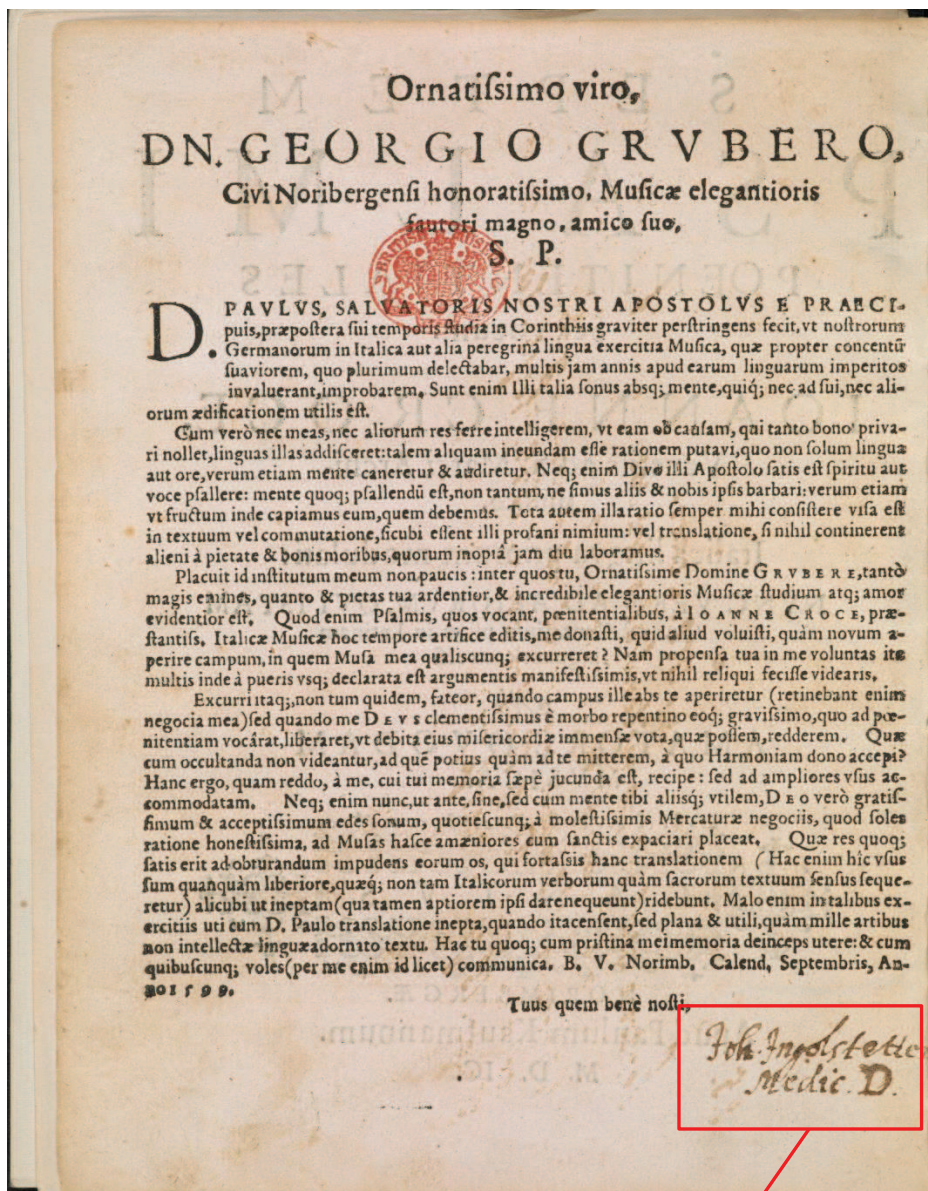 Ornatiſsimo viro,
DN. GEORGIO GRVBERO,
Civi Noribergenſi honoratiſsimo, Muſicæ elegantioris
fautori magno, amico ſuo,
S. P.
D. PAVLVS, SALVATORIS NOSTRI APOSTOLVS E PRAECI-
puis, præpoſtera ſui temporis ſtudia in Corinthiis graviter perſtringens fecit, vt noſtrorum
Germanorum in Italica aut alia peregrina lingua exercitia Muſica, quæ propter concentū
ſuaviorem, quo plurimum delectabar, multis jam annis apud earum linguarum imperitos
invaluerant, improbarem. Sunt enim illi talia ſonus absq; mente, quiq; nec ad ſui, nec ali-
orum ædificationem utilis eſt.
Cum verò nec meas, nec aliorum res ferre intelligerem, vt eam ob cauſam, qui tanto bono priva-
ri nollet, linguas illas addiſceret: talem aliquam ineundam eſſe rationem putavi, quo non ſolum lingua
aut ore, verum etiam mente caneretur & audiretur. Neq; enim Divo illi Apoſtolo ſatis eſt ſpiritu aut
voce pſallere: mente quoq; pſallendū eſt, non tantum, ne ſimus aliis & nobis ipſis barbari: verum etiam
vt fructum inde capiamus eum, quem debemus. Tota autem illa ratio ſemper mihi conſiſtere viſa eſt
in textuum vel commutatione, ſicubi eſſent illi profani nimium: vel translatione, ſi nihil continerent
alieni à pietate & bonis moribus, quorum inopiâ jam diu laboramus.
Placuit id inſtitutum meum non paucis: inter quos tu, Ornatiſsime Domine GRVBERE, tantò
magis emines, quanto & pietas tua ardentior, & incredibile elegantioris Muſicæ ſtudium atq; amor
evidentior eſt. Quod enim Pſalmis, quos vocant, pœnitentialibus, à IOANNE CROCE, præ-
ſtantiſs. Italicæ Muſicæ hoc tempore artifice editis, me donaſti, quid aliud voluiſti, quàm novum a-
perire campum, in quem Muſa mea qualiscunq; excurreret? Nam propenſa tua in me voluntas ita
multis inde à pueris vsq; declarata eſt argumentis manifeſtiſsimis, vt nihil reliqui feciſſe videaris.
Excurri itaq;, non tum quidem, fateor, quando campus ille abs te aperiretur (retinebant enim
negocia mea) ſed quando me DEVS clementiſsimus è morbo repentino eoq; graviſsimo, quo ad pœ-
nitentiam vocârat, liberaret, vt debita eius miſericordiæ immenſæ vota, quæ poſſem, redderem. Quæ
cum occultanda non videantur, ad quē potius quàm ad te mitterem, à quo Harmoniam dono accepi?
Hanc ergo, quam reddo, à me, cui tui memoria ſæpè jucunda eſt, recipe: ſed ad ampliores vſus ac-
commodatam. Neq; enim nunc, ut ante, ſine, ſed cum mente tibi aliisq; vtilem, DEO verò gratiſ-
ſimum & acceptiſsimum edes ſonum, quotieſcunq; à moleſtiſsimis Mercaturæ negociis, quod ſoles
ratione honeſtiſsima, ad Muſas haſce amæniores cum ſanctis expaciari placeat. Quæ res quoq;
ſatis erit ad obturandum impudens eorum os, qui fortaſsis hanc translationem (Hac enim hic vſus
ſum quanquàm liberiore, quæq; non tam Italicorum verborum quàm ſacrorum textuum ſenſus ſeque-
retur) alicubi ut ineptam (qua tamen aptiorem ipſi dare nequeunt) ridebunt. Malo enim in talibus ex-
ercitiis uti cum D. Paulo translatione inepta, quando ita cenſent, ſed plana & utili, quàm mille artibus
non intellectæ linguæ adornato textu. Hac tu quoq; cum priſtina mei memoria deinceps utere: & cum
quibuſcunq; voles (per me enim id licet) communica. B. V. Norimb. Calend. Septembris, An-
no 1599.
Tuus quem benè noſti,
Joh. Ingolstetter
Medic. D.